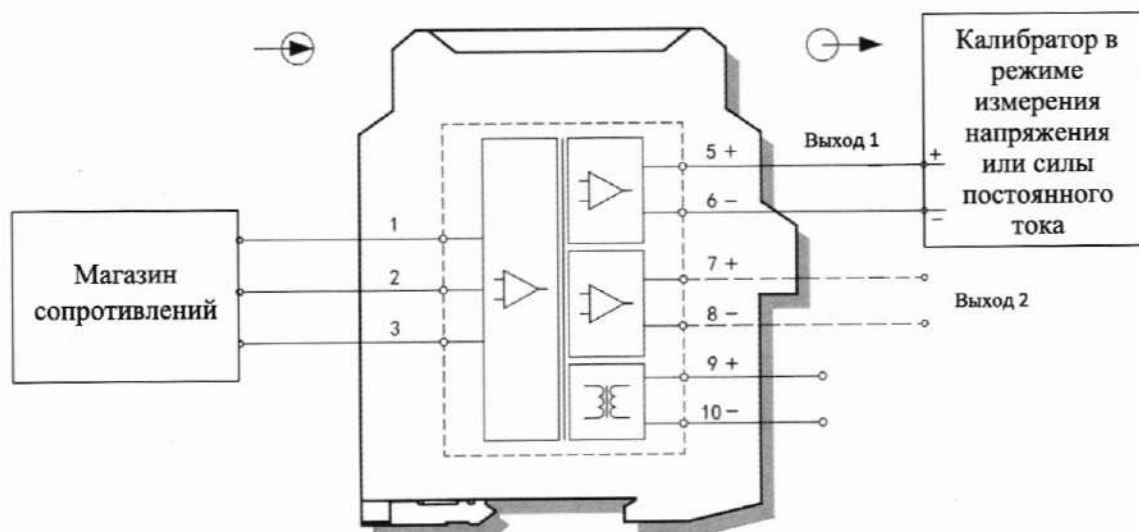 Магазин
сопротивлений
1
2
3
5 +
6 −
7 +
8 −
9 +
10 −
Выход 1
Выход 2
+
−
Калибратор в
режиме
измерения
напряжения
или силы
постоянного
тока